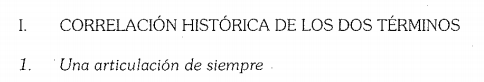 I. CORRELACIÓN HISTÓRICA DE LOS DOS TÉRMINOS
1. Una articulación de siempre